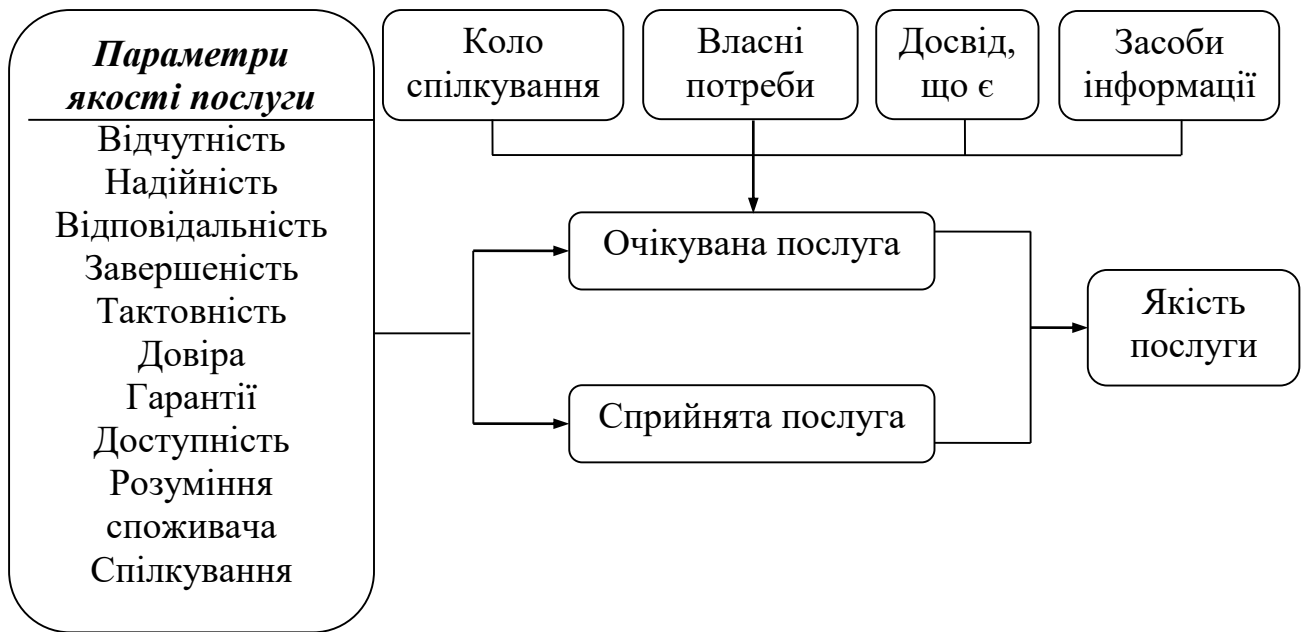 Параметри
якості послуги
Відчутність
Надійність
Відповідальність
Завершеність
Тактовність
Довіра
Гарантії
Доступність
Розуміння
споживача
Спілкування
Коло
спілкування
Власні
потреби
Досвід,
що є
Засоби
інформації
Очікувана послуга
Сприйнята послуга
Якість
послуги